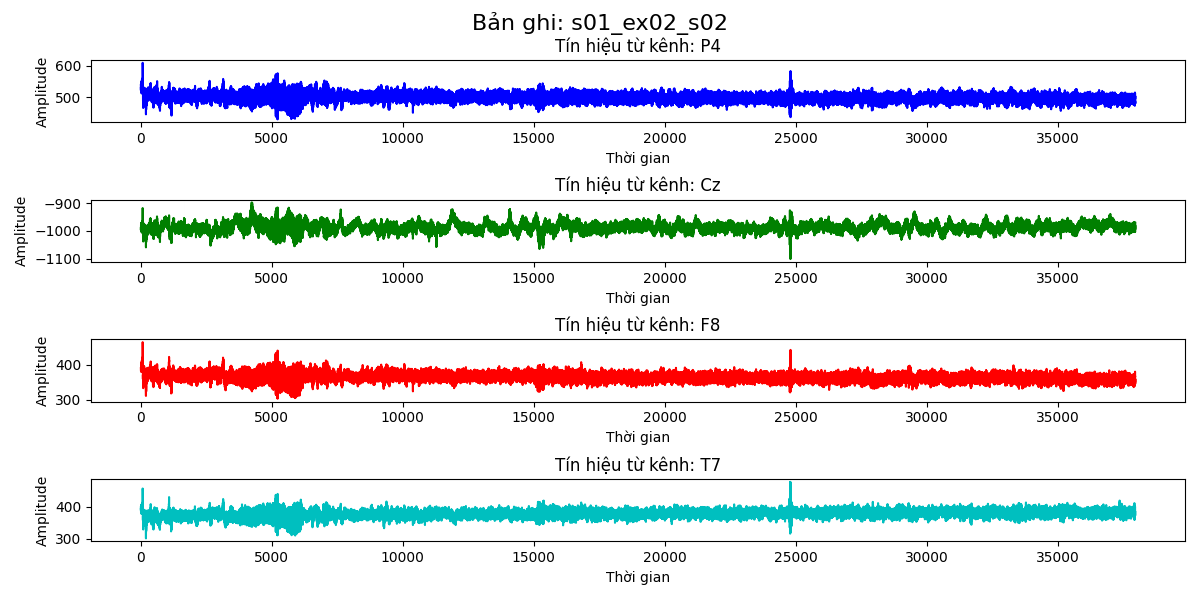 Bản ghi: s01_ex02_s02
Tín hiệu từ kênh: P4
Amplitude
600
500
0 5000 10000 15000 20000 25000 30000 35000
Thời gian
Tín hiệu từ kênh: Cz
Amplitude
−900
−1000
−1100
0 5000 10000 15000 20000 25000 30000 35000
Thời gian
Tín hiệu từ kênh: F8
Amplitude
400
300
0 5000 10000 15000 20000 25000 30000 35000
Thời gian
Tín hiệu từ kênh: T7
Amplitude
400
300
0 5000 10000 15000 20000 25000 30000 35000
Thời gian